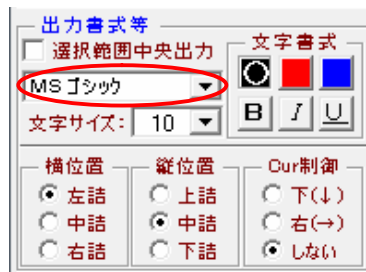 出力書式等
選択範囲中央出力
文字書式
MS ゴシック
B I U
文字サイズ: 10
横位置 縦位置 Cur制御
左詰 上詰 下(↓)
中詰 中詰 右(→)
右詰 下詰 しない